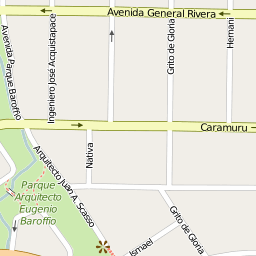 Avenida General Rivera
Avenida Parque Baroffio
Ingeniero José Acquistapace
Grito de Gloria
Hernani
Caramuru
Nativa
Arquitecto Juan A. Scasso
Parque
Arquitecto
Eugenio
Baroffio
Grito de Gloria
Ismael